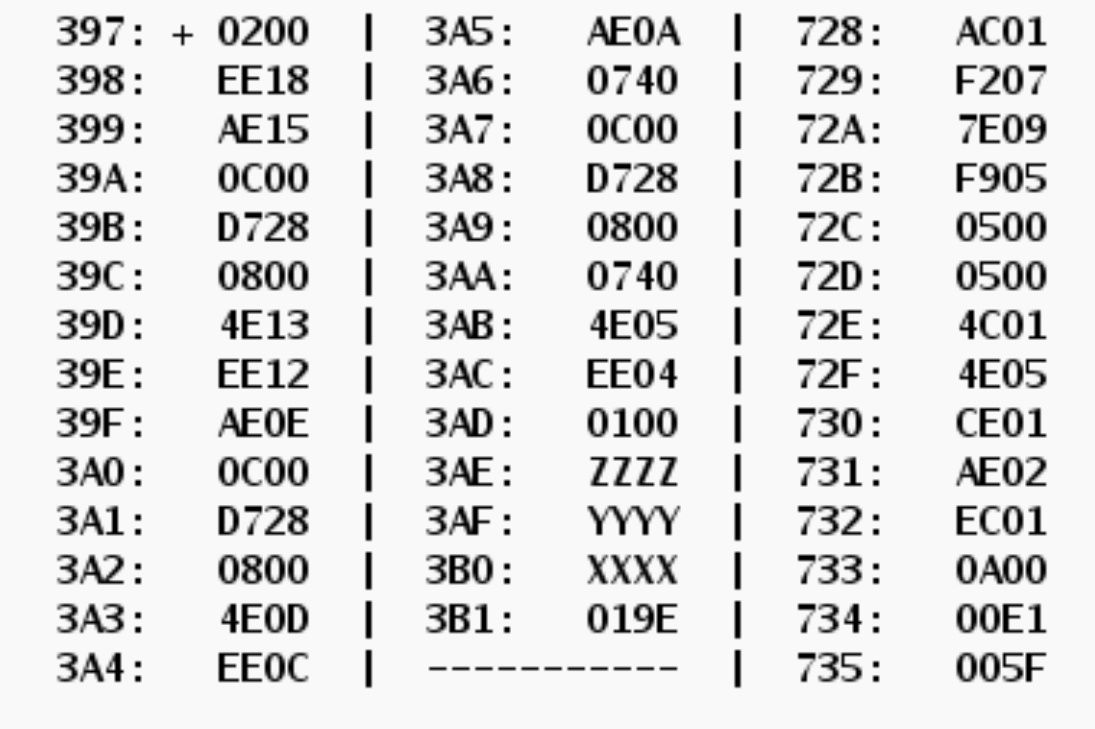 397: + 0200 | 3A5: AE0A | 728: AC01
398: EE18 | 3A6: 0740 | 729: F207
399: AE15 | 3A7: 0C00 | 72A: 7E09
39A: 0C00 | 3A8: D728 | 72B: F905
39B: D728 | 3A9: 0800 | 72C: 0500
39C: 0800 | 3AA: 0740 | 72D: 0500
39D: 4E13 | 3AB: 4E05 | 72E: 4C01
39E: EE12 | 3AC: EE04 | 72F: 4E05
39F: AE0E | 3AD: 0100 | 730: CE01
3A0: 0C00 | 3AE: ZZZZ | 731: AE02
3A1: D728 | 3AF: YYYY | 732: EC01
3A2: 0800 | 3B0: XXXX | 733: 0A00
3A3: 4E0D | 3B1: 019E | 734: 00E1
3A4: EE0C | ----------- | 735: 005F